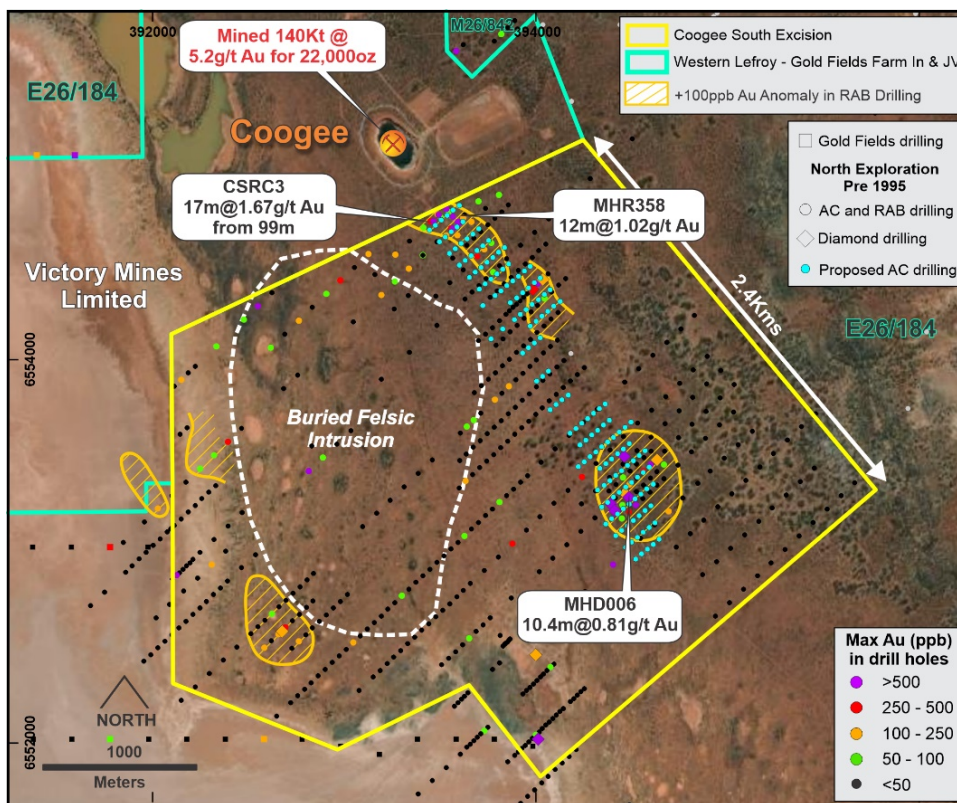 392000
394000
M26/842
Mined 140Kt @
5.2g/t Au for 22,000oz
E26/184
Coogee
CSRC3
17m@1.67g/t Au
from 99m
MHR358
12m@1.02g/t Au
Coogee South Excision
Western Lefroy - Gold Fields Farm In & JV
+100ppb Au Anomaly in RAB Drilling
Gold Fields drilling
North Exploration
Pre 1995
AC and RAB drilling
Diamond drilling
Proposed AC drilling
Victory Mines
Limited
2.4Kms
E26/184
6554000
Buried Felsic
Intrusion
MHD006
10.4m@0.81g/t Au
6552000
NORTH
1000
Meters
Max Au (ppb)
in drill holes
>500
250 - 500
100 - 250
50 - 100
<50